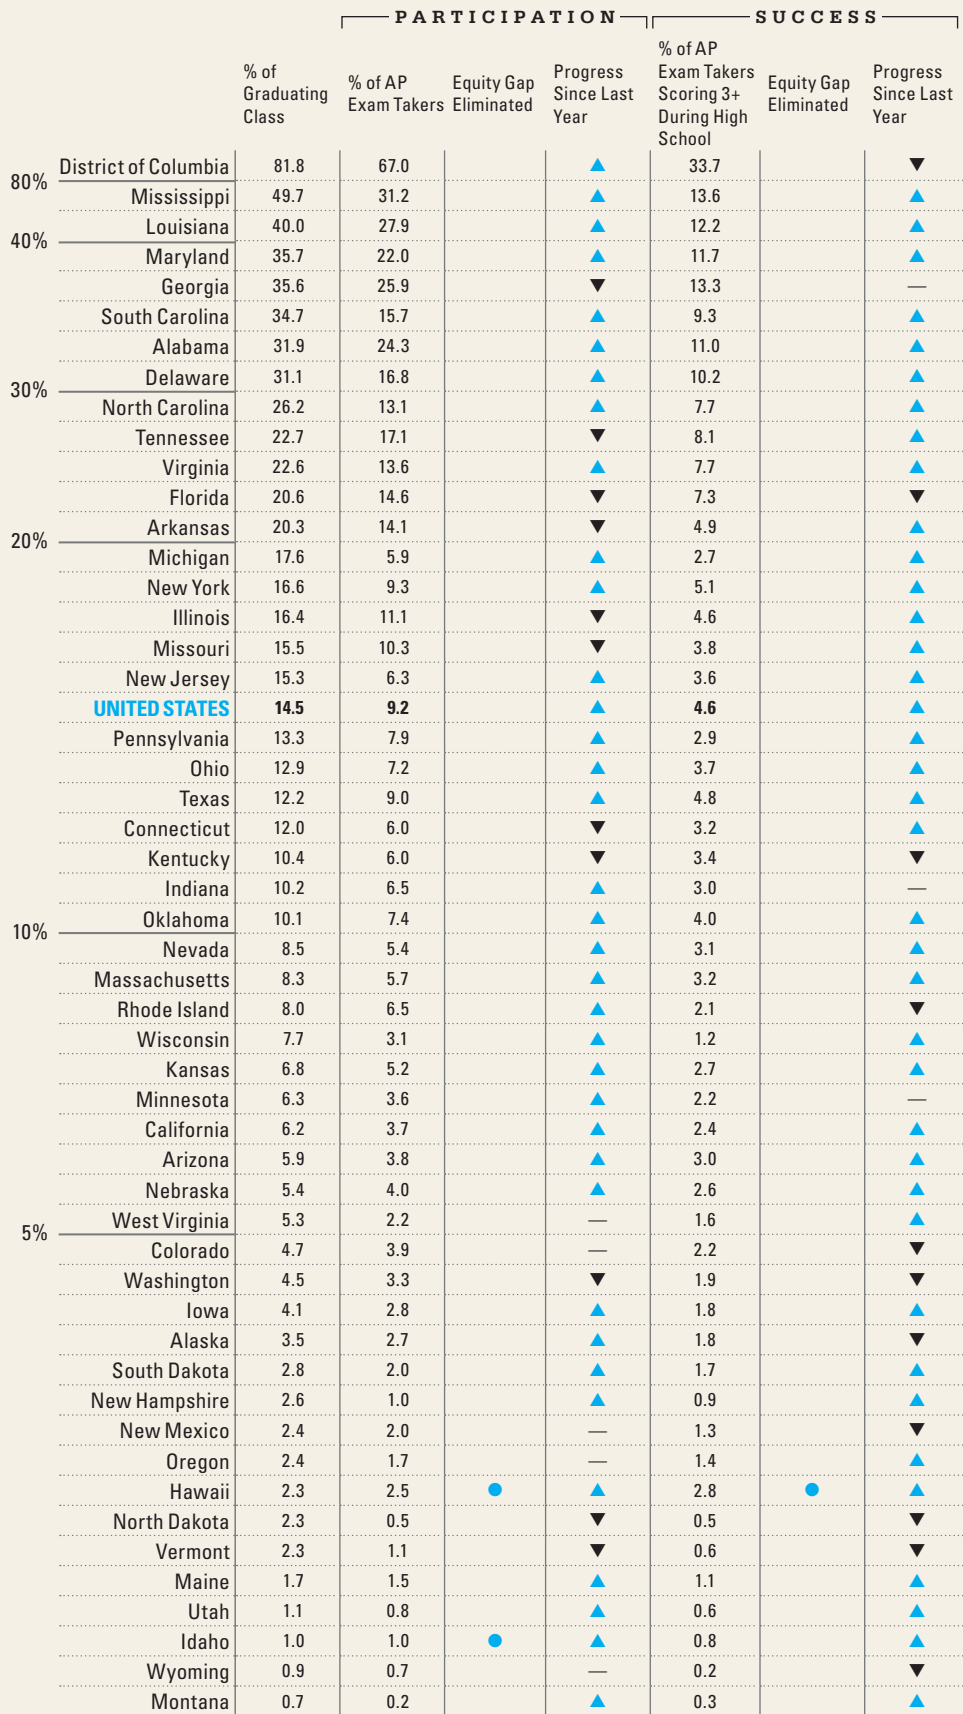 PARTICIPATION SUCCESS
% of Graduating Class
% of AP Exam Takers
Equity Gap Eliminated
Progress Since Last Year
% of AP Exam Takers Scoring 3+ During High School
Equity Gap Eliminated
Progress Since Last Year
District of Columbia 81.8 67.0 ▲ 33.7 ▼
80%
Mississippi 49.7 31.2 ▲ 13.6 ▲
Louisiana 40.0 27.9 ▲ 12.2 ▲
40%
Maryland 35.7 22.0 ▲ 11.7 ▲
Georgia 35.6 25.9 ▼ 13.3 —
South Carolina 34.7 15.7 ▲ 9.3 ▲
Alabama 31.9 24.3 ▲ 11.0 ▲
Delaware 31.1 16.8 ▲ 10.2 ▲
30%
North Carolina 26.2 13.1 ▲ 7.7 ▲
Tennessee 22.7 17.1 ▼ 8.1 ▲
Virginia 22.6 13.6 ▲ 7.7 ▲
Florida 20.6 14.6 ▼ 7.3 ▼
Arkansas 20.3 14.1 ▼ 4.9 ▲
20%
Michigan 17.6 5.9 ▲ 2.7 ▲
New York 16.6 9.3 ▲ 5.1 ▲
Illinois 16.4 11.1 ▼ 4.6 ▲
Missouri 15.5 10.3 ▼ 3.8 ▲
New Jersey 15.3 6.3 ▲ 3.6 ▲
UNITED STATES 14.5 9.2 ▲ 4.6 ▲
Pennsylvania 13.3 7.9 ▲ 2.9 ▲
Ohio 12.9 7.2 ▲ 3.7 ▲
Texas 12.2 9.0 ▲ 4.8 ▲
Connecticut 12.0 6.0 ▼ 3.2 ▲
Kentucky 10.4 6.0 ▼ 3.4 ▼
Indiana 10.2 6.5 ▲ 3.0 —
Oklahoma 10.1 7.4 ▲ 4.0 ▲
10%
Nevada 8.5 5.4 ▲ 3.1 ▲
Massachusetts 8.3 5.7 ▲ 3.2 ▲
Rhode Island 8.0 6.5 ▲ 2.1 ▼
Wisconsin 7.7 3.1 ▲ 1.2 ▲
Kansas 6.8 5.2 ▲ 2.7 ▲
Minnesota 6.3 3.6 ▲ 2.2 —
California 6.2 3.7 ▲ 2.4 ▲
Arizona 5.9 3.8 ▲ 3.0 ▲
Nebraska 5.4 4.0 ▲ 2.6 ▲
West Virginia 5.3 2.2 — 1.6 ▲
5%
Colorado 4.7 3.9 — 2.2 ▼
Washington 4.5 3.3 ▼ 1.9 ▼
Iowa 4.1 2.8 ▲ 1.8 ▲
Alaska 3.5 2.7 ▲ 1.8 ▼
South Dakota 2.8 2.0 ▲ 1.7 ▲
New Hampshire 2.6 1.0 ▲ 0.9 ▲
New Mexico 2.4 2.0 — 1.3 ▼
Oregon 2.4 1.7 — 1.4 ▲
Hawaii 2.3 2.5 ● ▲ 2.8 ● ▲
North Dakota 2.3 0.5 ▼ 0.5 ▼
Vermont 2.3 1.1 ▼ 0.6 ▼
Maine 1.7 1.5 ▲ 1.1 ▲
Utah 1.1 0.8 ▲ 0.6 ▲
Idaho 1.0 1.0 ● ▲ 0.8 ▲
Wyoming 0.9 0.7 — 0.2 ▼
Montana 0.7 0.2 ▲ 0.3 ▲